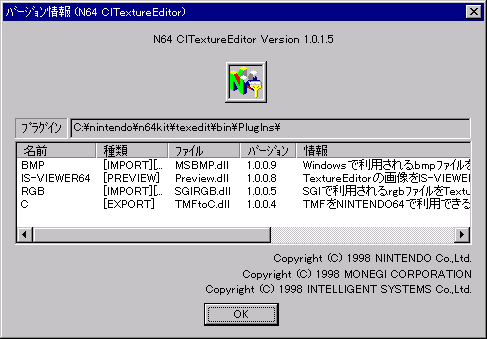 バージョン情報 (N64 CITextureEditor)
N64 CITextureEditor Version 1.0.1.5
プラグイン C:¥nintendo¥n64kit¥texedit¥bin¥PlugIns¥
名前 種類 ファイル バージョン 情報
BMP [IMPORT][... MSBMP.dll 1.0.0.9 Windowsで利用される.bmpファイルを
IS-VIEWER64 [PREVIEW] Preview.dll 1.0.0.8 TextureEditorの画像をIS-VIEWER
RGB [IMPORT][... SGIRGB.dll 1.0.0.5 SGIで利用される.rgbファイルをTextu
C [EXPORT] TMFtoC.dll 1.0.0.4 TMFをNINTENDO64で利用できる
Copyright (C) 1998 NINTENDO Co.,Ltd.
Copyright (C) 1998 MONEGI CORPORATION
Copyright (C) 1998 INTELLIGENT SYSTEMS Co.,Ltd.
OK